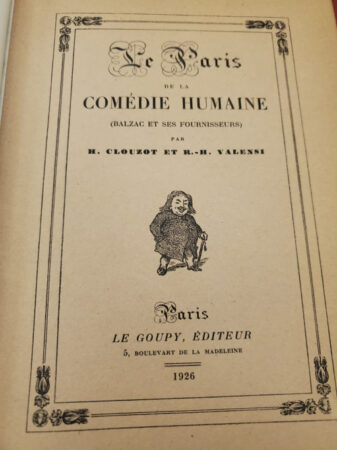 Le Paris
DE LA
COMÉDIE HUMAINE
(BALZAC ET SES FOURNISSEURS)
PAR
H. CLOUZOT ET R.-H. VALENSI
Paris
LE GOUPY, ÉDITEUR
5, BOULEVART DE LA MADELEINE
1926